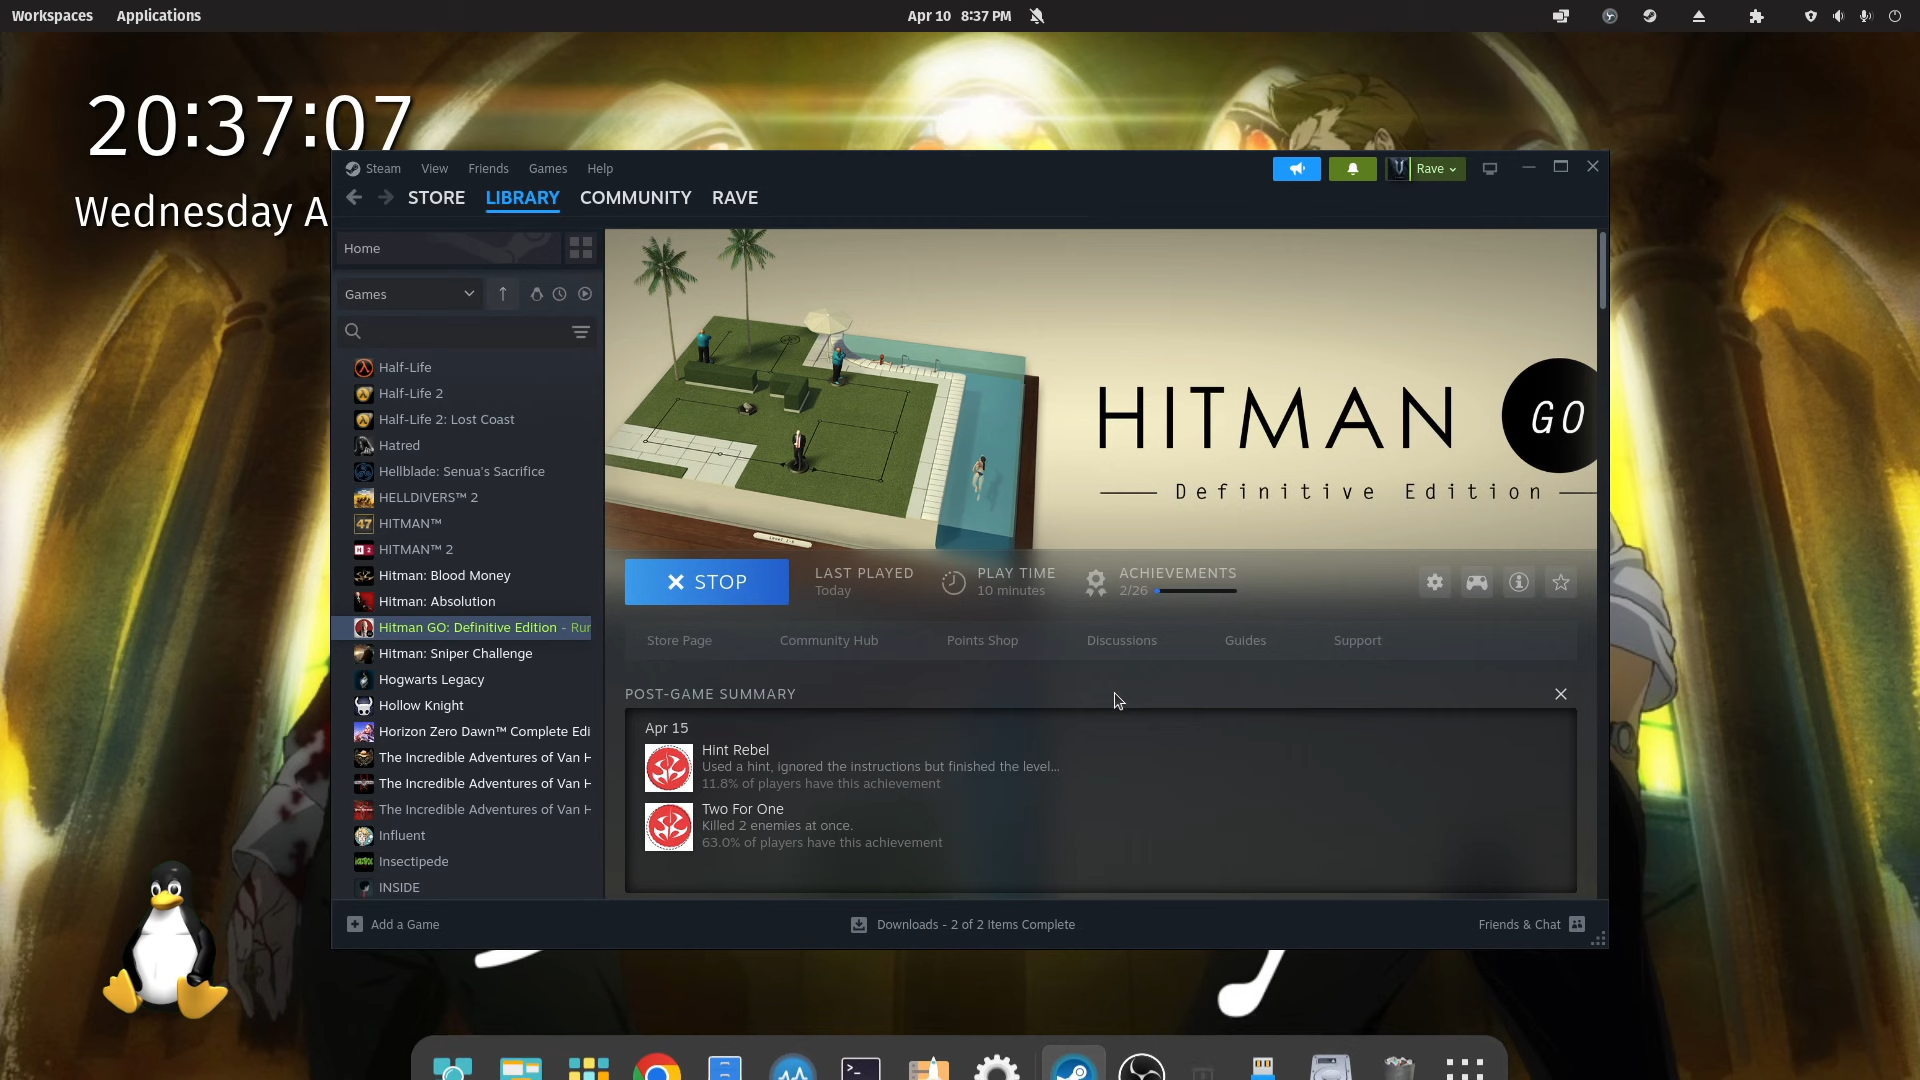 Workspaces Applications Apr 10 8:37 PM
20:37:07
Wednesday A
Steam View Friends Games Help Rave
STORE LIBRARY COMMUNITY RAVE
Home
Games
Half-Life
Half-Life 2
Half-Life 2: Lost Coast
Hatred
Hellblade: Senua's Sacrifice
HELLDIVERS™ 2
47 HITMAN™
HITMAN™ 2
Hitman: Blood Money
Hitman: Absolution
Hitman GO: Definitive Edition - Run
Hitman: Sniper Challenge
Hogwarts Legacy
Hollow Knight
Horizon Zero Dawn™ Complete Edi
The Incredible Adventures of Van H
The Incredible Adventures of Van H
The Incredible Adventures of Van H
Influent
Insectipede
INSIDE
HITMAN GO
Definitive Edition
STOP
LAST PLAYED
Today
PLAY TIME
10 minutes
ACHIEVEMENTS
2/26
Store Page Community Hub Points Shop Discussions Guides Support
POST-GAME SUMMARY
Apr 15
Hint Rebel
Used a hint, ignored the instructions but finished the level...
11.8% of players have this achievement
Two For One
Killed 2 enemies at once.
63.0% of players have this achievement
Add a Game Downloads - 2 of 2 Items Complete Friends & Chat